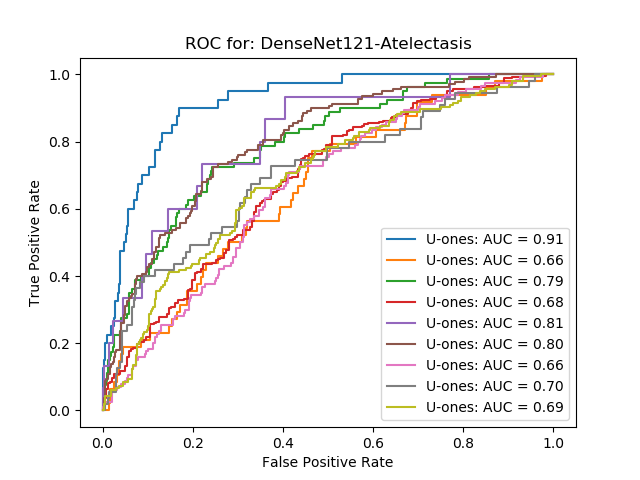 ROC for: DenseNet121-Atelectasis
True Positive Rate
1.0
0.8
0.6
0.4
0.2
0.0
U-ones: AUC = 0.91
U-ones: AUC = 0.66
U-ones: AUC = 0.79
U-ones: AUC = 0.68
U-ones: AUC = 0.81
U-ones: AUC = 0.80
U-ones: AUC = 0.66
U-ones: AUC = 0.70
U-ones: AUC = 0.69
0.0 0.2 0.4 0.6 0.8 1.0
False Positive Rate